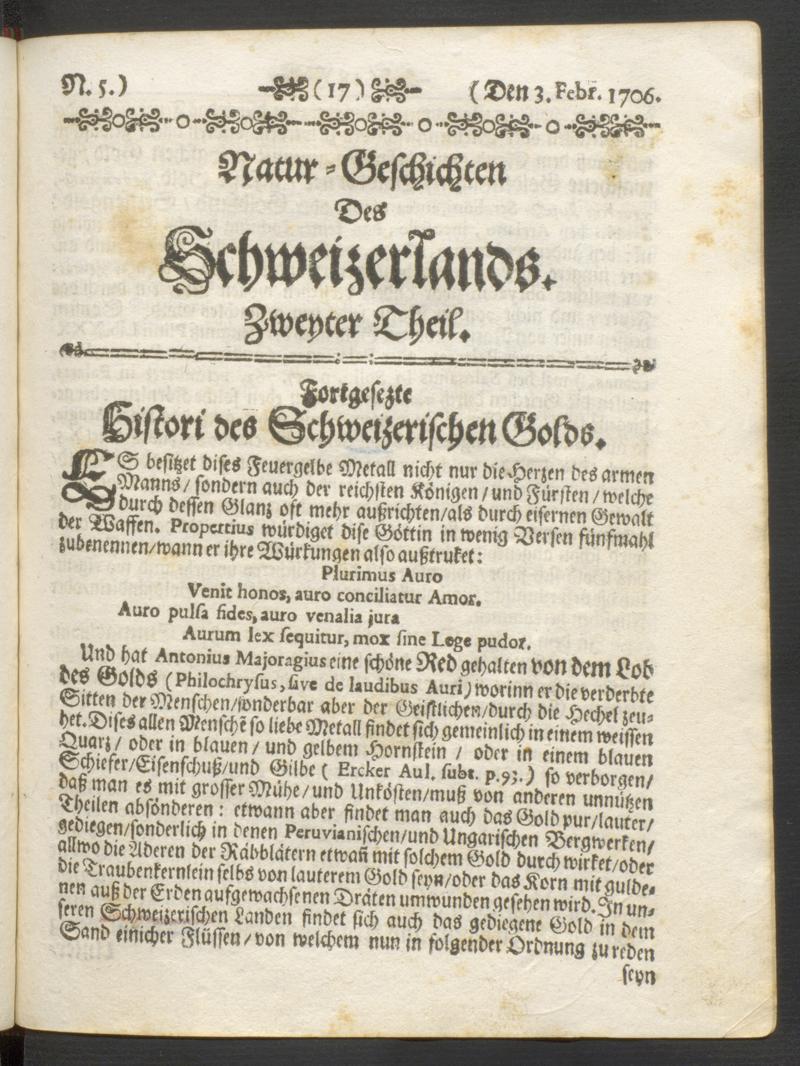 N. 5.) (17) (Den 3. Febr. 1706.
Natur-Geschichten
Des
Schweizerlands.
Zweyter Theil.
Fortgesezte
Histori des Schweizerischen Golds.
ES besitzet dises Feuergelbe Metall nicht nur die Herzen des armen
Manns/ sondern auch der reichsten Königen/ und Fürsten/ welche
durch dessen Glanz oft mehr außrichten/als durch eisernen Gewalt
der Waffen. Propertius würdiget dise Göttin in wenig Versen fünfmahl
zubenennen/wann er ihre Würkungen also außtruket:
Plurimus Auro
Venit honos, auro conciliatur Amor.
Auro pulsa fides, auro venalia jura
Aurum lex sequitur, mox sine Lege pudor.
Und hat Antonius Majoragius eine schöne Red gehalten von dem Lob
des Golds (Philochrysus, sive de laudibus Auri) worinn er die verderbte
Sitten der Menschen/sonderbar aber der Geistlichen/durch die Hechel zeu-
het. Dises allen Mensche͂ so liebe Metall findet sich gemeinlich in einem weissen
Quarz/ oder in blauen/ und gelbem Hornstein/ oder in einem blauen
Schiefer/Eisenschuß/und Gilbe (Ercker Aul. subt. p. 93.) so verborgen/
daß man es mit grosser Mühe/und Unkösten/muß von anderen unnützen
Theilen absönderen: etwann aber findet man auch das Gold pur/lauter/
gediegen/sonderlich in denen Peruvianischen/und Ungarischen Bergwerken/
allwo die Aderen der Räbblätern etwan̄ mit solchem Gold durchwirket/oder
die Traubenkernlein selbs von lauterem Gold seyn/oder das Korn mit gulde-
nen auß der Erden aufgewachsenen Dräten umwunden gesehen wird. In un-
seren Schweizerischen Landen findet sich auch das gediegene Gold in dem
Sand einicher Flüssen/von welchem nun in folgender Ordnung zu reden
seyn